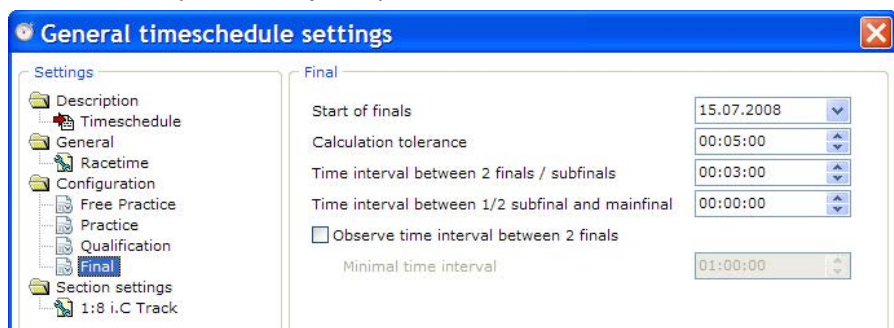 General timeschedule settings
Settings
Description
Timeschedule
General
Racetime
Configuration
Free Practice
Practice
Qualification
Final
Section settings
1:8 i.C Track
Final
Start of finals 15.07.2008
Calculation tolerance 00:05:00
Time interval between 2 finals / subfinals 00:03:00
Time interval between 1/2 subfinal and mainfinal 00:00:00
Observe time interval between 2 finals
Minimal time interval 01:00:00